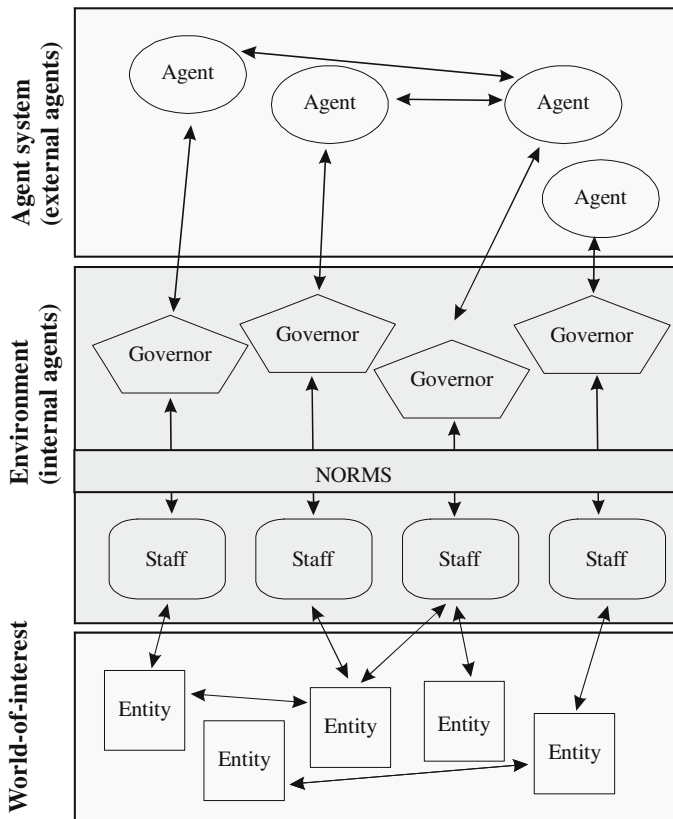 Agent system
(external agents)
Agent
Agent
Agent
Agent
Environment
(internal agents)
Governor
Governor
Governor
Governor
NORMS
Staff
Staff
Staff
Staff
World-of-interest
Entity
Entity
Entity
Entity
Entity